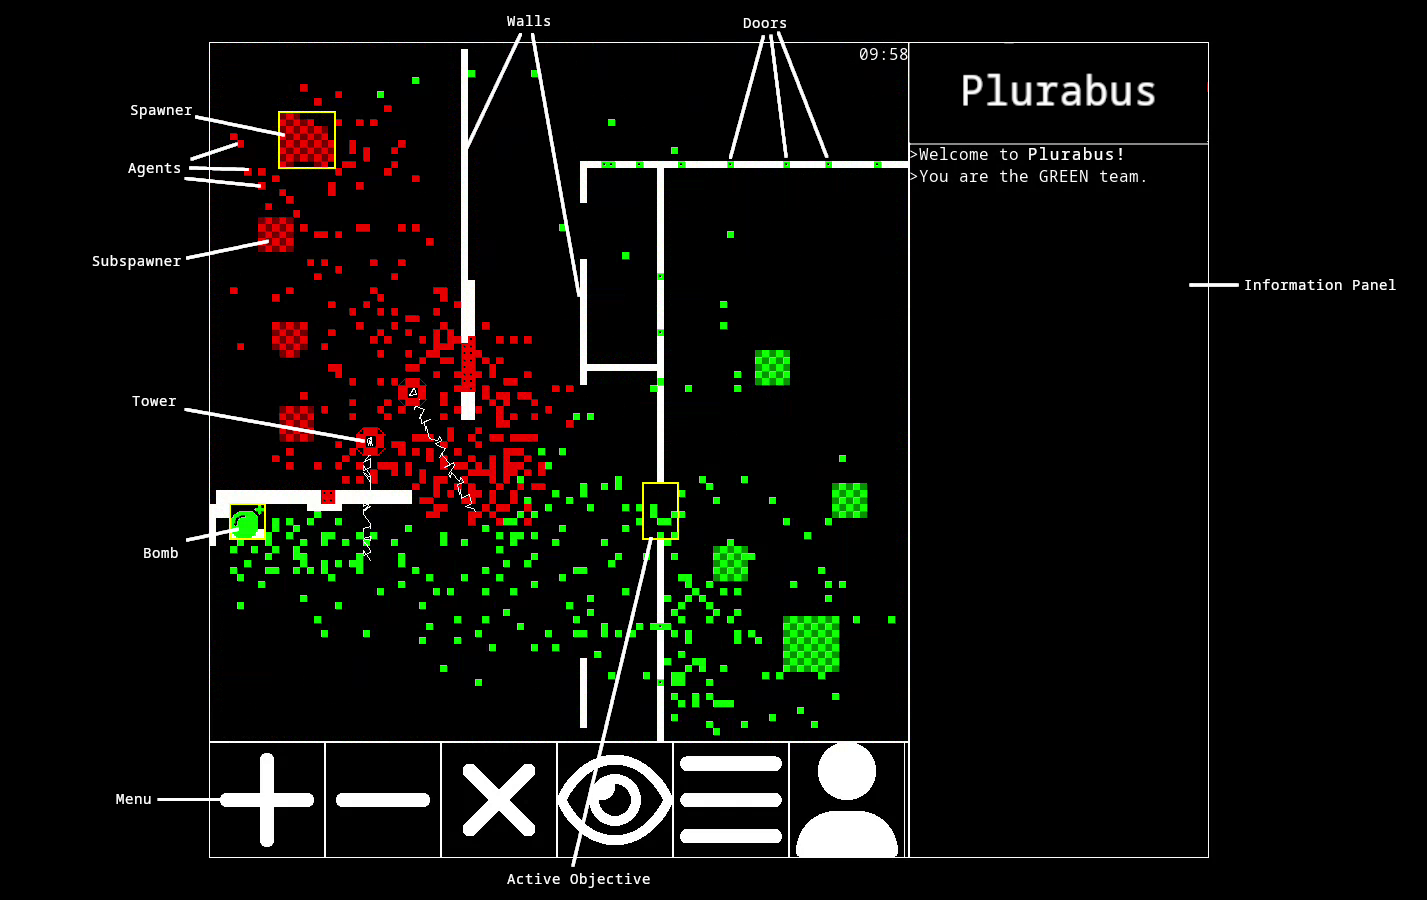 Walls
Doors
09:58
Plurabus
Spawner
>Welcome to Plurabus!
Agents
>You are the GREEN team.
Subspawner
Information Panel
Tower
Bomb
Menu
Active Objective